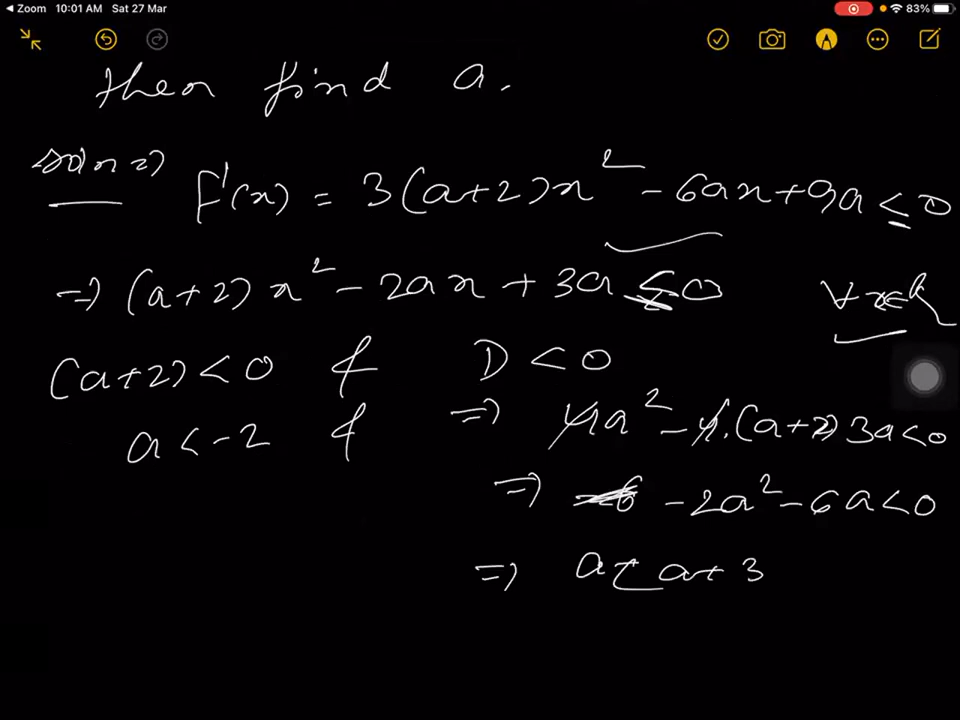 Zoom 10:01 AM Sat 27 Mar 83%
then find a.
soln ⇒ F'(x) = 3(a+2)x² - 6ax + 9a ≤ 0
⇒ (a+2)x² - 2ax + 3a ≤ 0 ∀ x∈R
(a+2) < 0 & D < 0
a < -2 & ⇒ 4a² - 4.(a+2) 3a < 0
⇒ -2a² - 6a < 0
⇒ a a+3